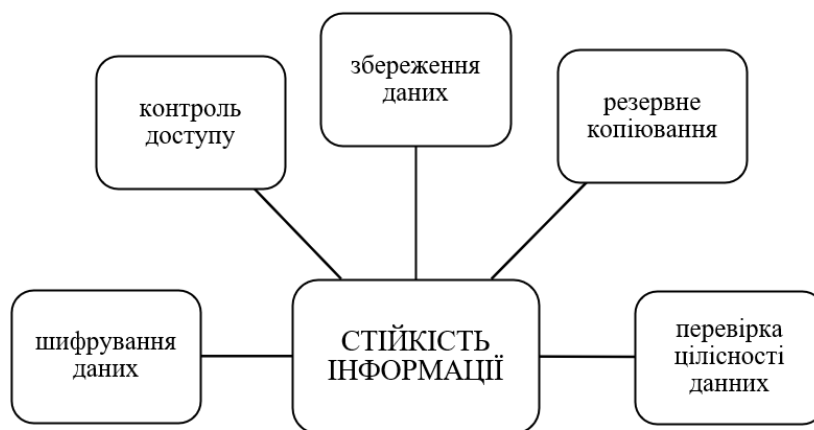 збереження
даних
контроль
доступу
резервне
копіювання
шифрування
даних
СТІЙКІСТЬ
ІНФОРМАЦІЇ
перевірка
цілісності
данних